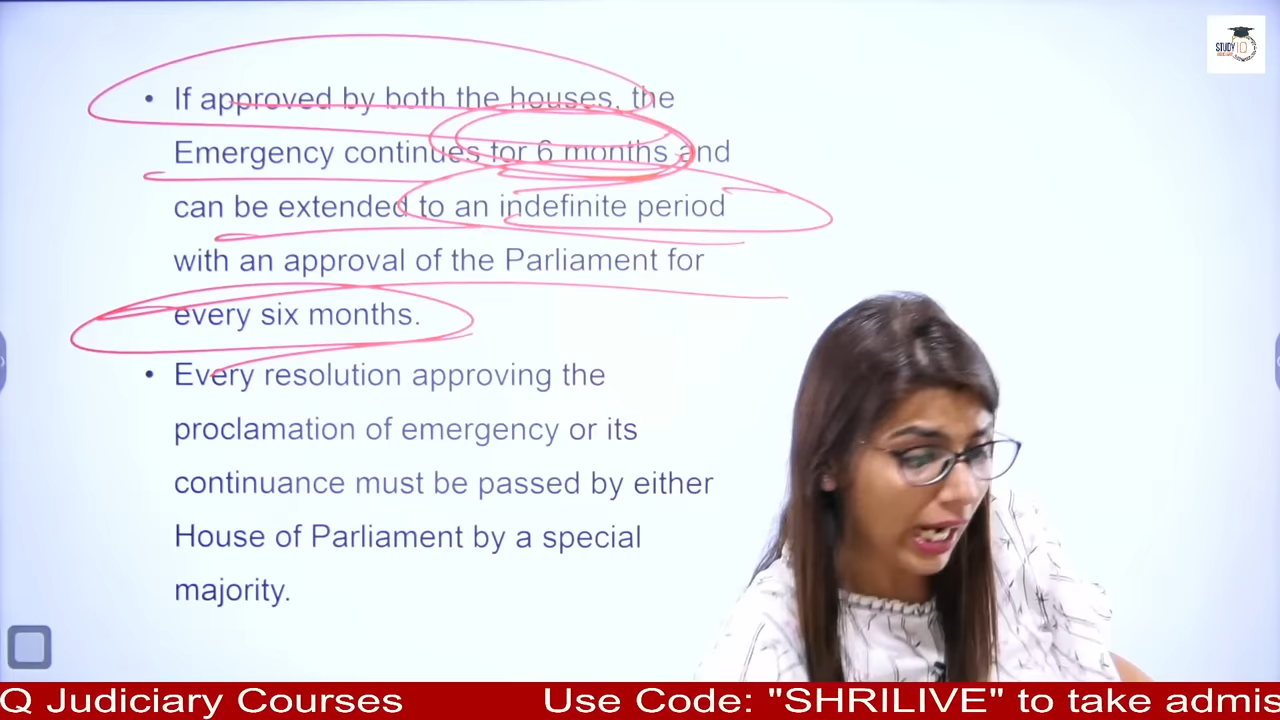 STUDY IQ
• If approved by both the houses, the
Emergency continues for 6 months and
can be extended to an indefinite period
with an approval of the Parliament for
every six months.
• Every resolution approving the
proclamation of emergency or its
continuance must be passed by either
House of Parliament by a special
majority.
Q Judiciary Courses Use Code: "SHRILIVE" to take admis